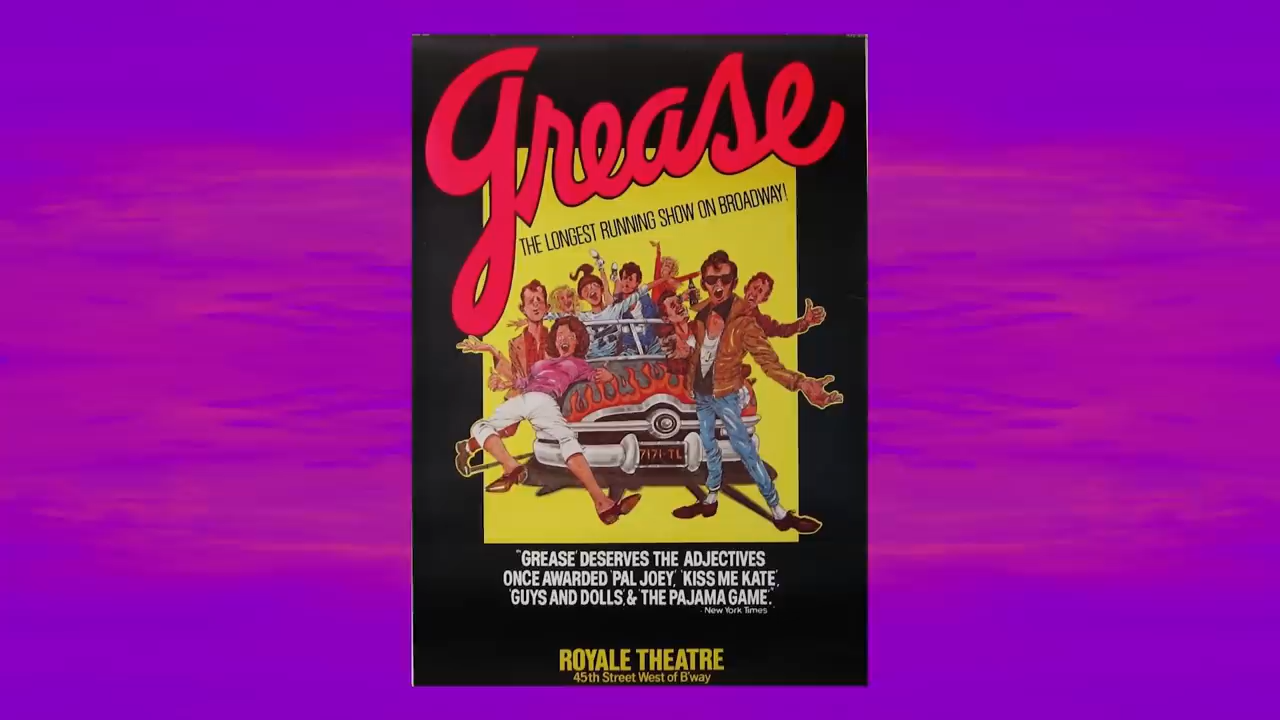 Grease
THE LONGEST RUNNING SHOW ON BROADWAY!
7171-TL
"'GREASE' DESERVES THE ADJECTIVES
ONCE AWARDED 'PAL JOEY,' 'KISS ME KATE',
'GUYS AND DOLLS', & 'THE PAJAMA GAME'."
- New York Times
ROYALE THEATRE
45th Street West of B'way